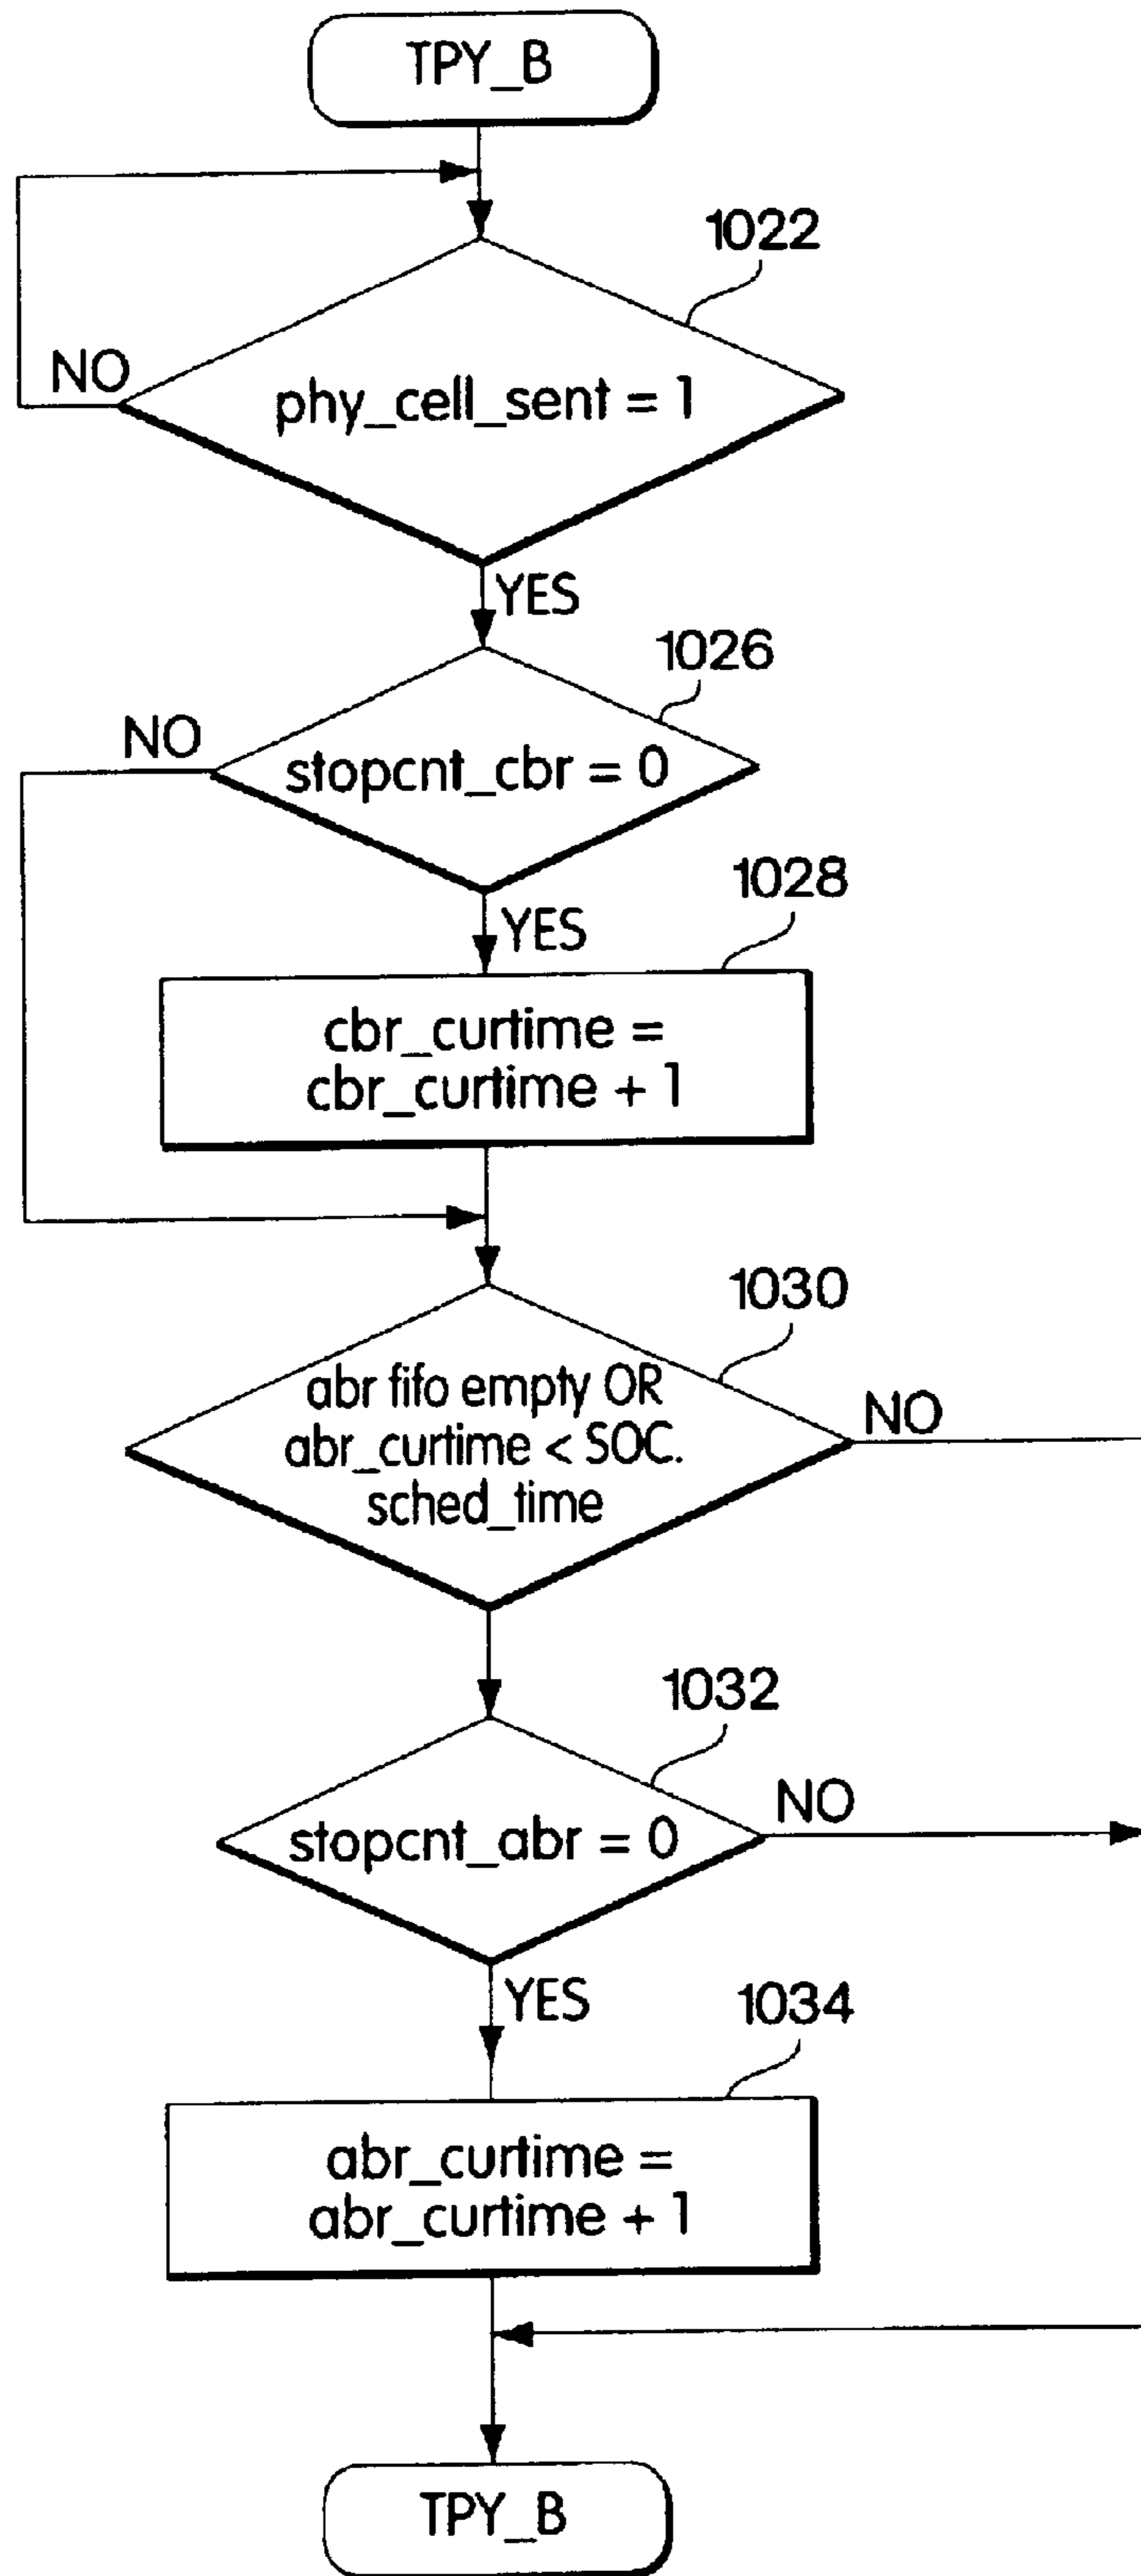 TPY_B
1022
NO
phy_cell_sent = 1
YES
1026
NO
stopcnt_cbr = 0
1028
YES
cbr_curtime =
cbr_curtime + 1
1030
abr fifo empty OR
NO
abr_curtime < SOC.
sched_time
1032
NO
stopcnt_abr = 0
YES
1034
abr_curtime =
abr_curtime + 1
TPY_B